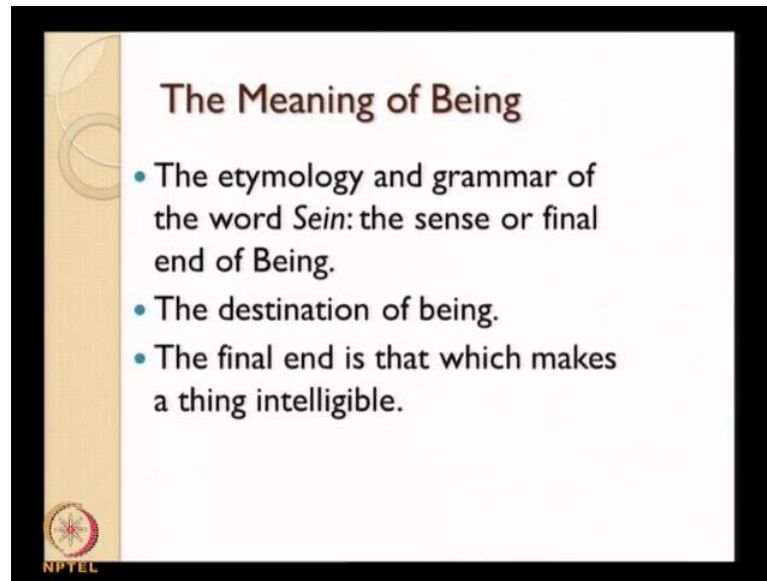 The Meaning of Being
• The etymology and grammar of
the word Sein: the sense or final
end of Being.
• The destination of being.
• The final end is that which makes
a thing intelligible.
NPTEL